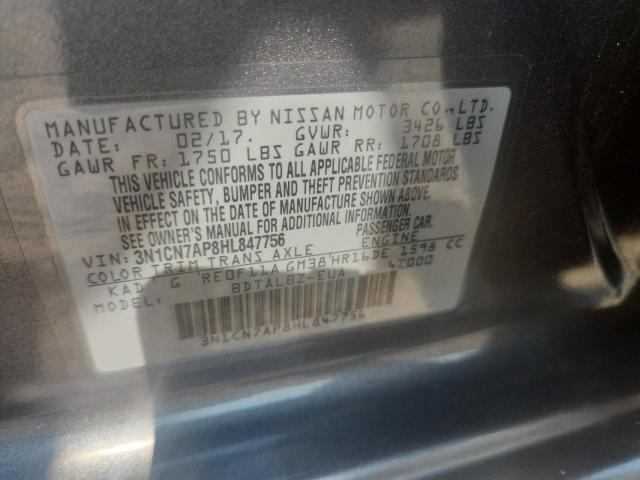 MANUFACTURED BY NISSAN MOTOR CO., LTD.
DATE: 02/17. GVWR: 3426 LBS
GAWR FR: 1750 LBS GAWR RR: 1708 LBS
THIS VEHICLE CONFORMS TO ALL APPLICABLE FEDERAL MOTOR
VEHICLE SAFETY, BUMPER AND THEFT PREVENTION STANDARDS
IN EFFECT ON THE DATE OF MANUFACTURE SHOWN ABOVE.
SEE OWNER'S MANUAL FOR ADDITIONAL INFORMATION.
VIN: 3N1CN7AP8HL847756 PASSENGER CAR.
COLOR TRIM TRANS AXLE ENGINE
KAD G RE0F11A GM38 HR16DE 1598 CC
MODEL: BDTALBZ-EUA
3N1CN7AP8HL847756